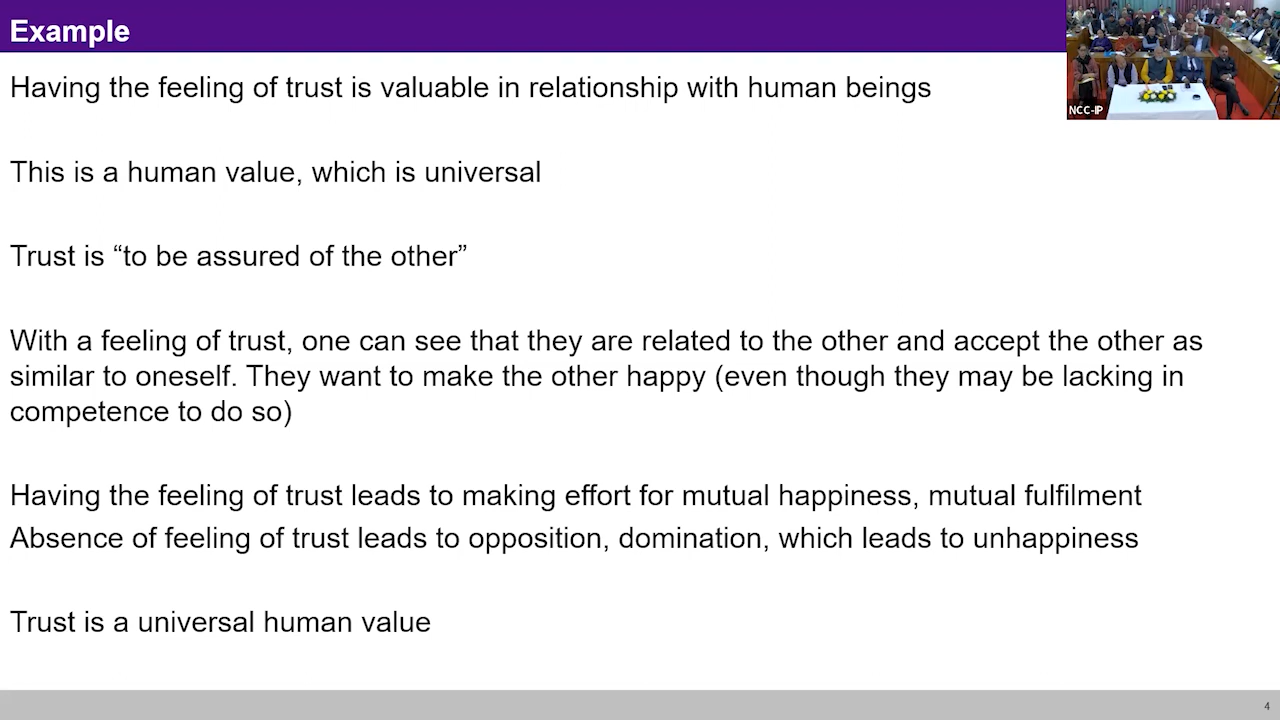 Example
NCC-IP
Having the feeling of trust is valuable in relationship with human beings
This is a human value, which is universal
Trust is “to be assured of the other”
With a feeling of trust, one can see that they are related to the other and accept the other as
similar to oneself. They want to make the other happy (even though they may be lacking in
competence to do so)
Having the feeling of trust leads to making effort for mutual happiness, mutual fulfilment
Absence of feeling of trust leads to opposition, domination, which leads to unhappiness
Trust is a universal human value
4